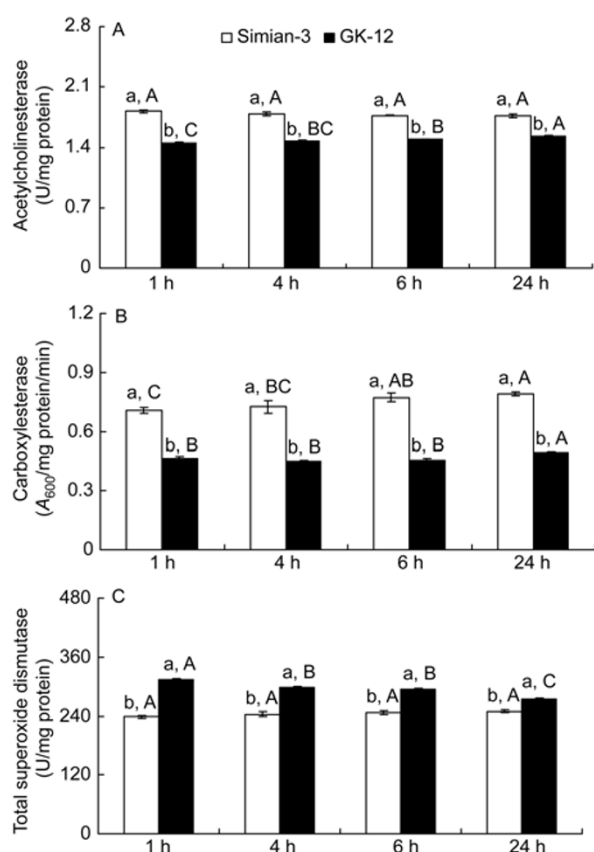 A
Simian-3 GK-12
Acetylcholinesterase
(U/mg protein)
2.8
2.1
1.4
0.7
0
a, A b, C a, A b, BC a, A b, B a, A b, A
1 h 4 h 6 h 24 h
B
Carboxylesterase
(A600/mg protein/min)
1.2
0.9
0.6
0.3
0
a, C b, B a, BC b, B a, AB b, B a, A b, A
1 h 4 h 6 h 24 h
C
Total superoxide dismutase
(U/mg protein)
480
360
240
120
0
b, A a, A b, A a, B b, A a, B b, A a, C
1 h 4 h 6 h 24 h